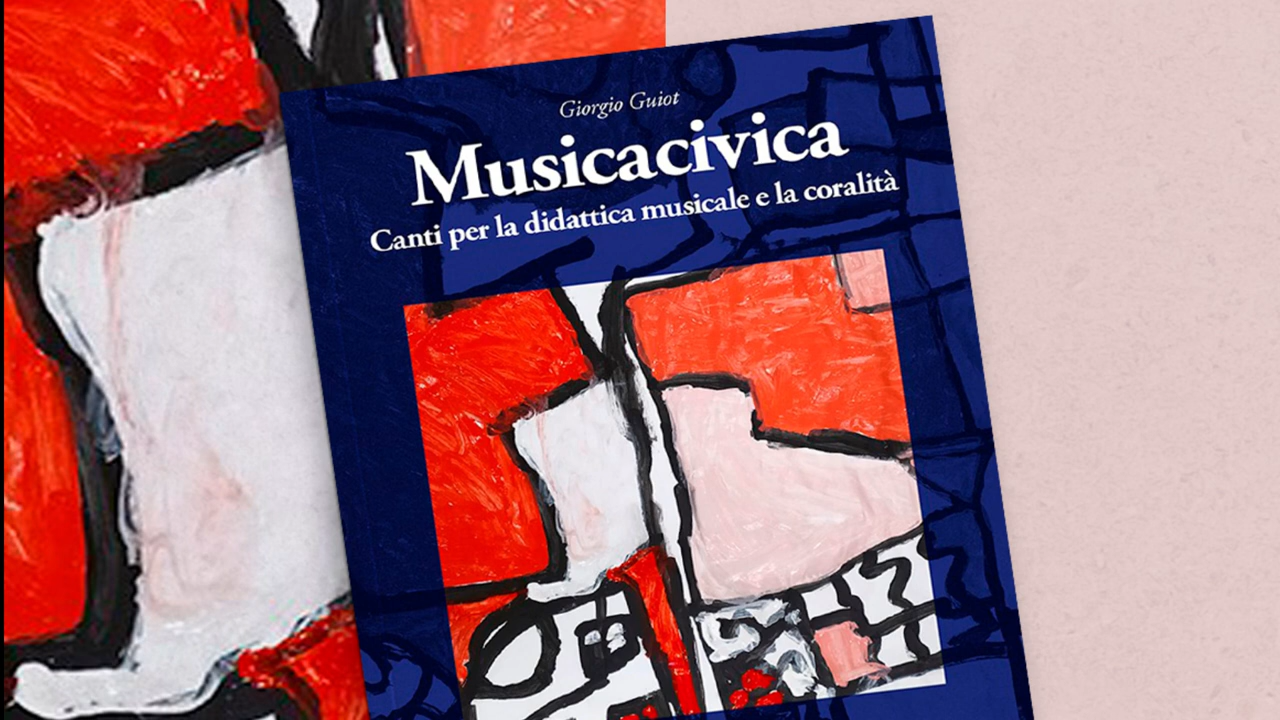 Giorgio Guiot
Musicacivica
Canti per la didattica musicale e la coralità